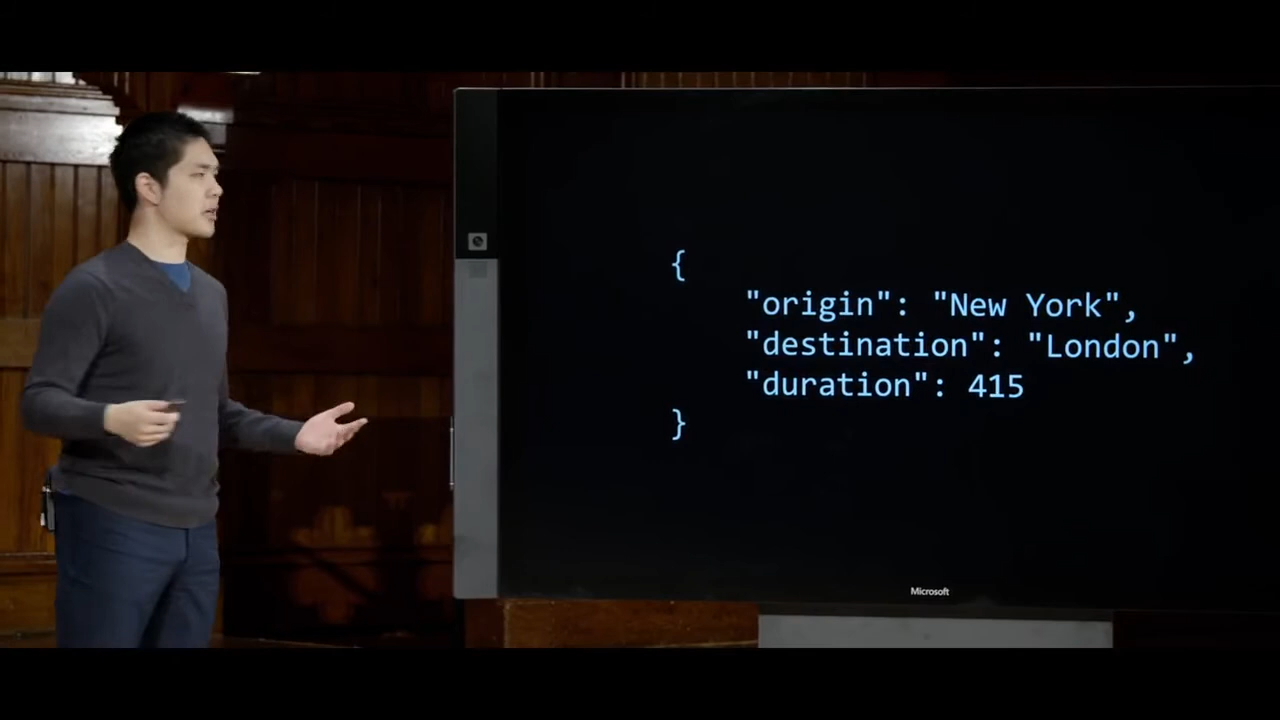 {
"origin": "New York",
"destination": "London",
"duration": 415
}
Microsoft